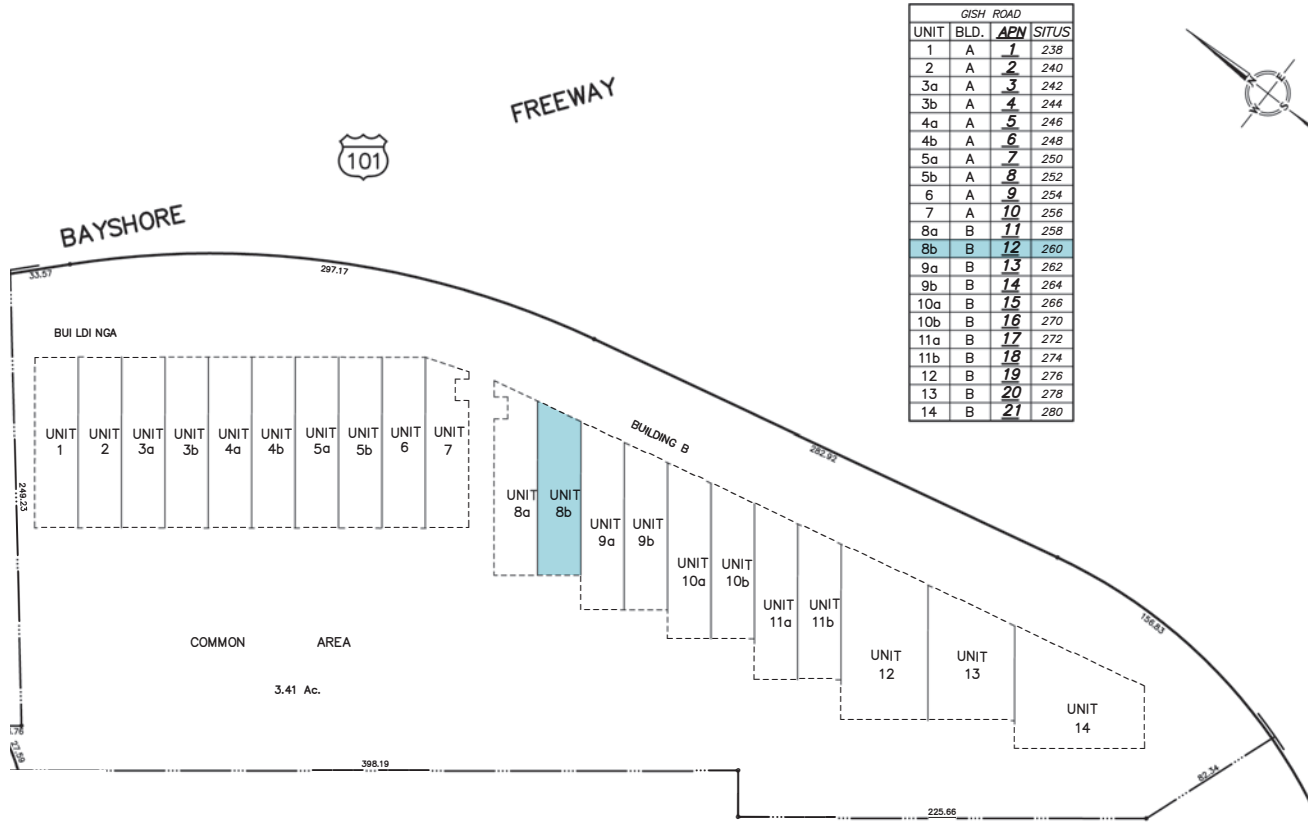 GISH ROAD
UNIT BLD. APN SITUS
1 A 1 238
2 A 2 240
3a A 3 242
3b A 4 244
4a A 5 246
4b A 6 248
5a A 7 250
5b A 8 252
6 A 9 254
7 A 10 256
8a B 11 258
8b B 12 260
9a B 13 262
9b B 14 264
10a B 15 266
10b B 16 270
11a B 17 272
11b B 18 274
12 B 19 276
13 B 20 278
14 B 21 280
N
E
W
S
FREEWAY
101
BAYSHORE
33.57
297.17
BUI LDI NGA
UNIT
1
UNIT
2
UNIT
3a
UNIT
3b
UNIT
4a
UNIT
4b
UNIT
5a
UNIT
5b
UNIT
6
UNIT
7
BUILDING B
282.92
249.23
UNIT
8a
UNIT
8b
UNIT
9a
UNIT
9b
UNIT
10a
UNIT
10b
UNIT
11a
UNIT
11b
UNIT
12
UNIT
13
UNIT
14
156.83
COMMON AREA
3.41 Ac.
27.59
398.19
82.34
225.66